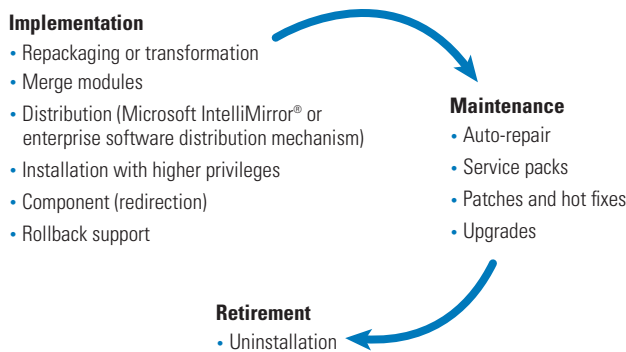 Implementation
• Repackaging or transformation
• Merge modules
• Distribution (Microsoft IntelliMirror® or
enterprise software distribution mechanism)
• Installation with higher privileges
• Component (redirection)
• Rollback support
Maintenance
• Auto-repair
• Service packs
• Patches and hot fixes
• Upgrades
Retirement
• Uninstallation